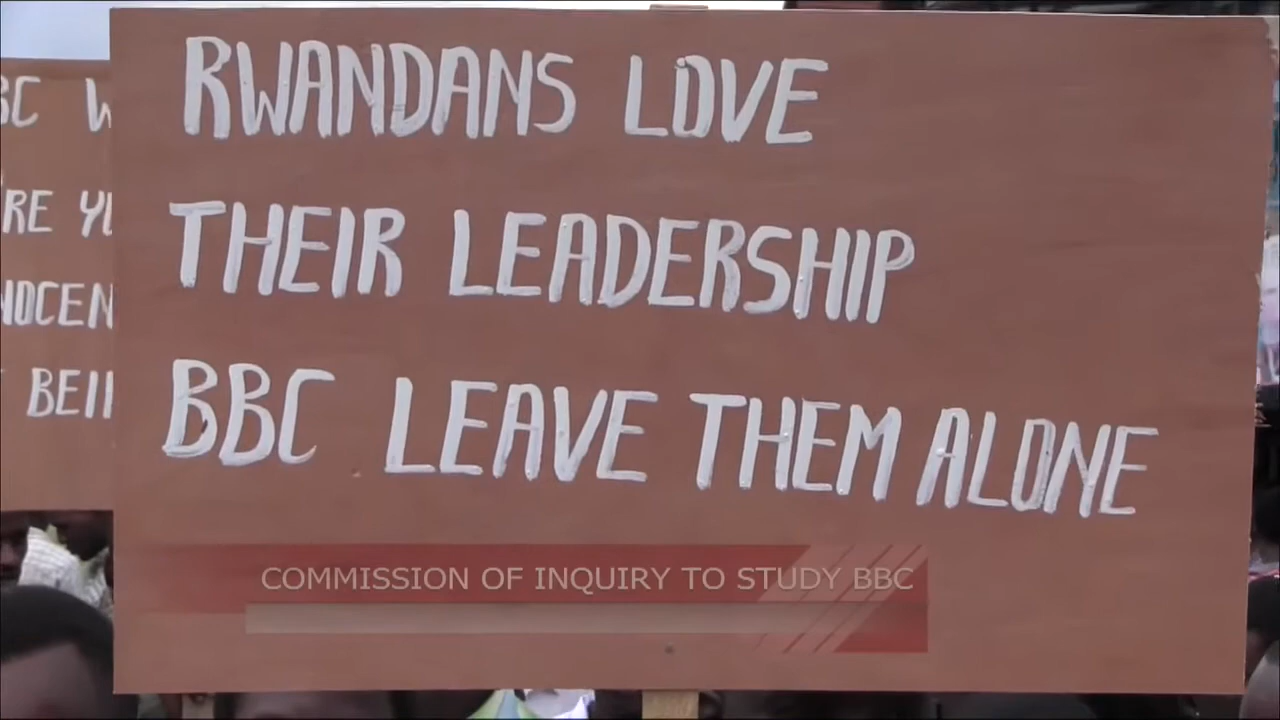 RWANDANS LOVE
THEIR LEADERSHIP
BBC LEAVE THEM ALONE
COMMISSION OF INQUIRY TO STUDY BBC